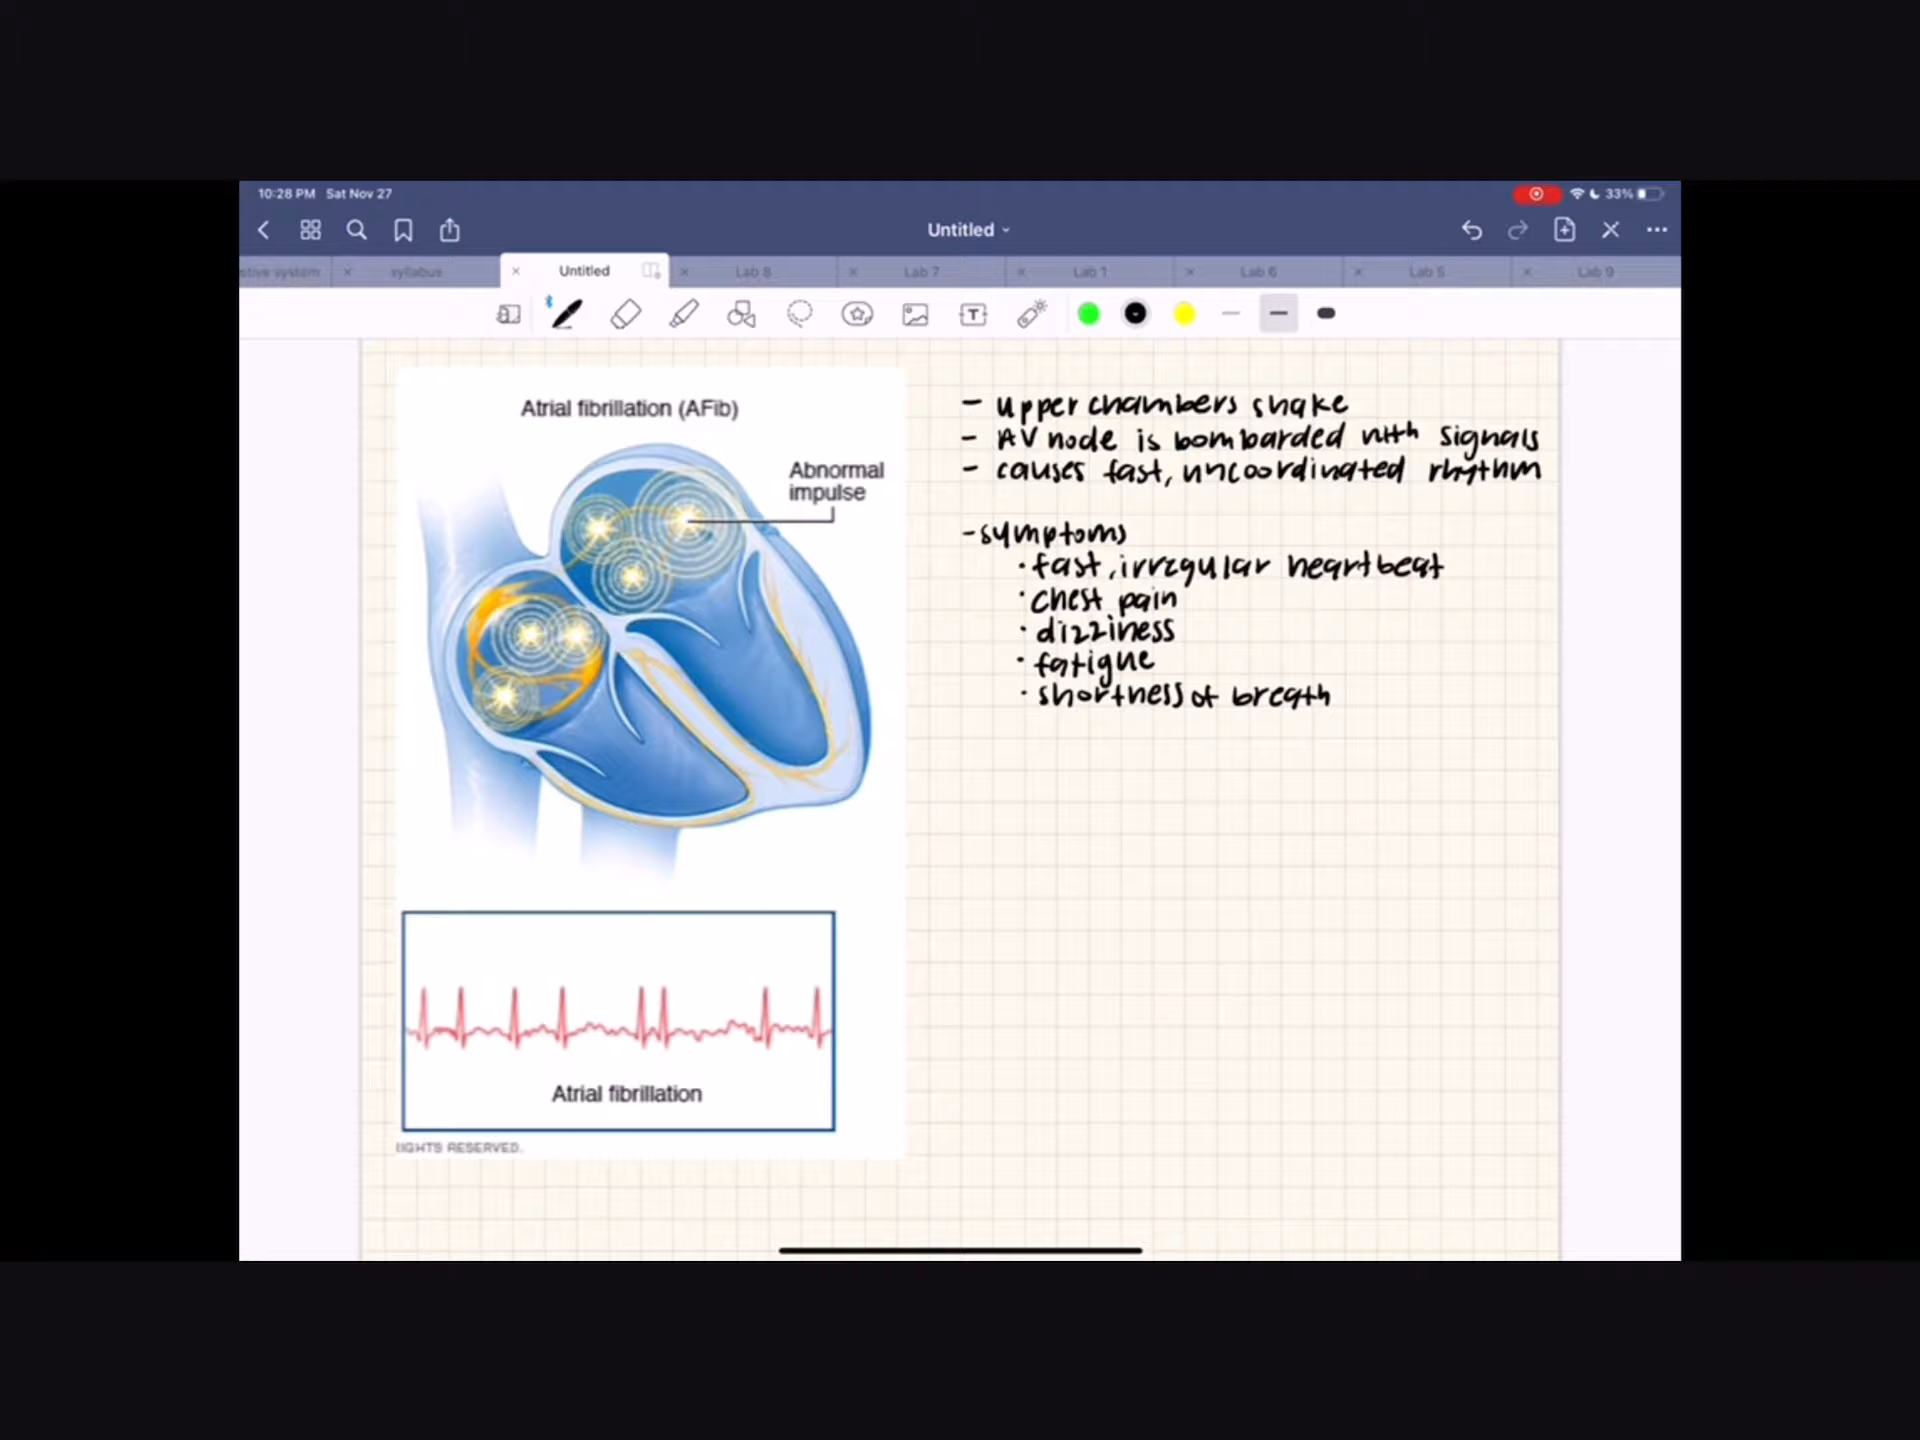 10:28 PM Sat Nov 27
33%
Untitled
stive system
syllabus
Untitled
Lab 8
Lab 7
Lab 1
Lab 6
Lab 5
Lab 9
Atrial fibrillation (AFib)
Abnormal
impulse
- upper chambers shake
- AV node is bombarded with signals
- causes fast, uncoordinated rhythm
- symptoms
· fast, irregular heartbeat
· chest pain
· dizziness
· fatigue
· shortness of breath
Atrial fibrillation
RIGHTS RESERVED.